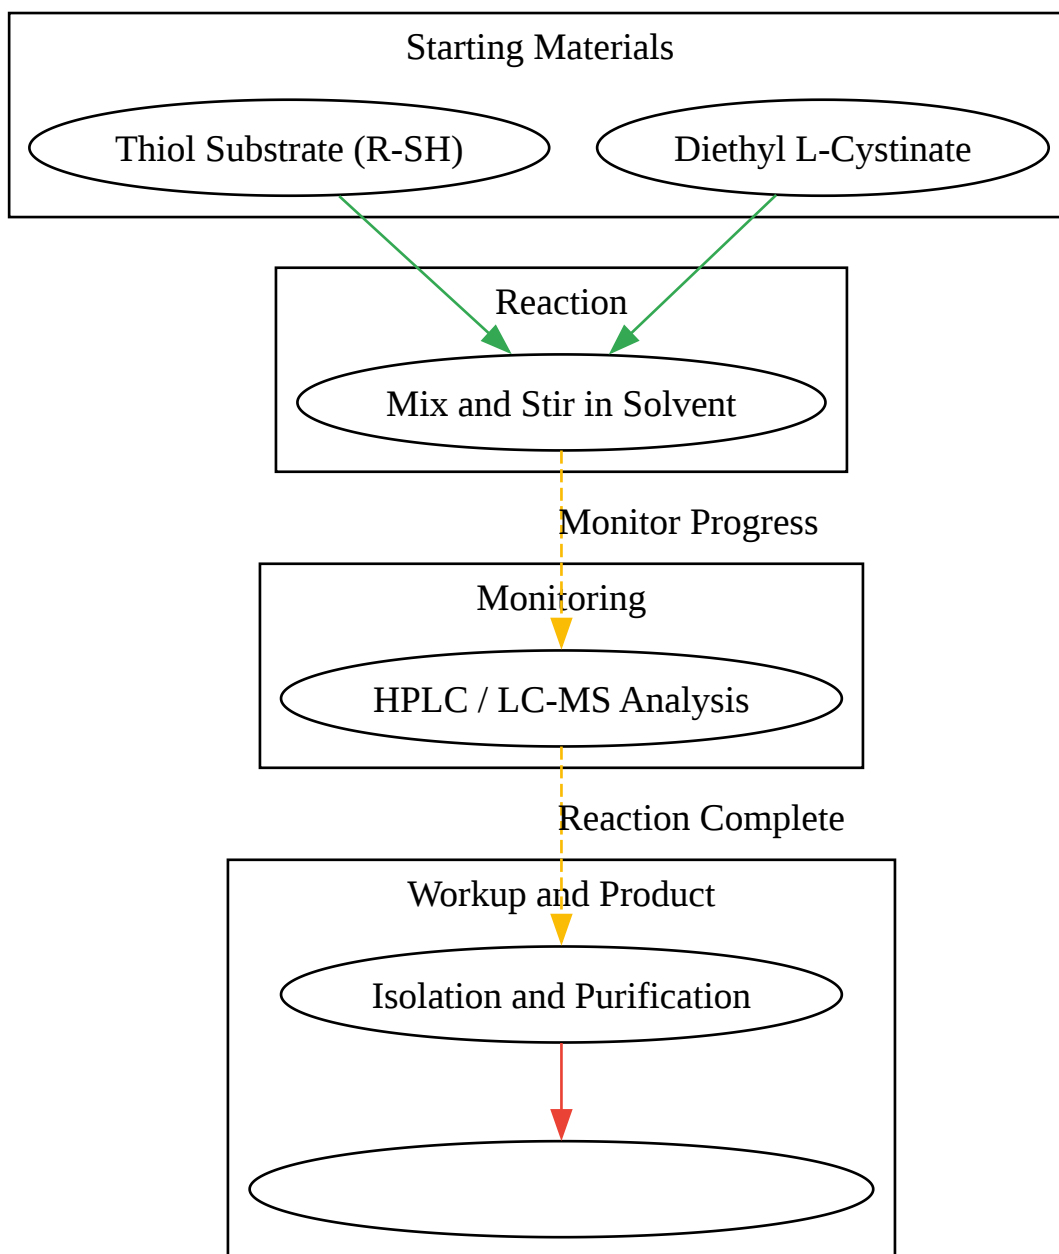 Starting Materials
Thiol Substrate (R-SH)
Diethyl L-Cystinate
Reaction
Mix and Stir in Solvent
Monitor Progress
Monitoring
HPLC / LC-MS Analysis
Reaction Complete
Workup and Product
Isolation and Purification